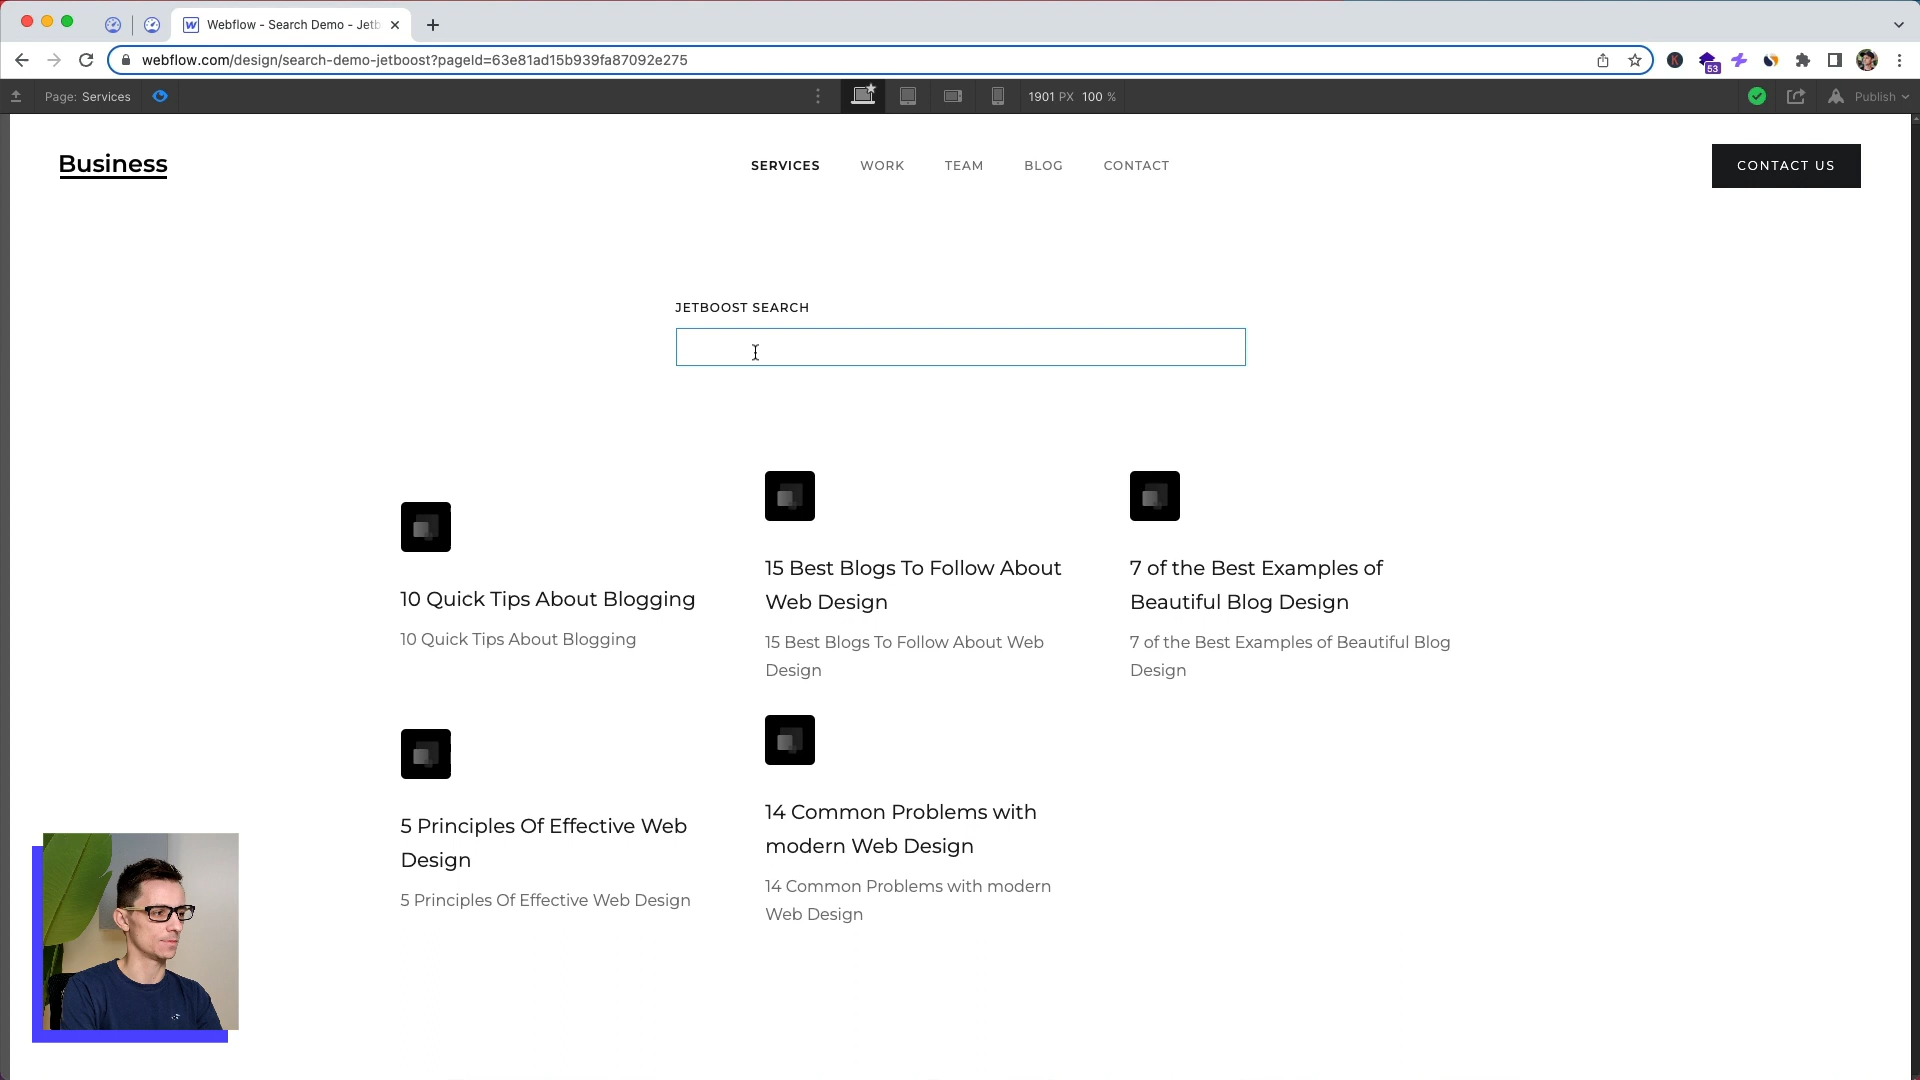 Webflow - Search Demo - Jetb
webflow.com/design/search-demo-jetboost?pageId=63e81ad15b939fa87092e275
53
Page: Services
1901 PX 100 %
Publish
Business
SERVICES WORK TEAM BLOG CONTACT
CONTACT US
JETBOOST SEARCH
10 Quick Tips About Blogging
10 Quick Tips About Blogging
15 Best Blogs To Follow About
Web Design
15 Best Blogs To Follow About Web
Design
7 of the Best Examples of
Beautiful Blog Design
7 of the Best Examples of Beautiful Blog
Design
5 Principles Of Effective Web
Design
5 Principles Of Effective Web Design
14 Common Problems with
modern Web Design
14 Common Problems with modern
Web Design